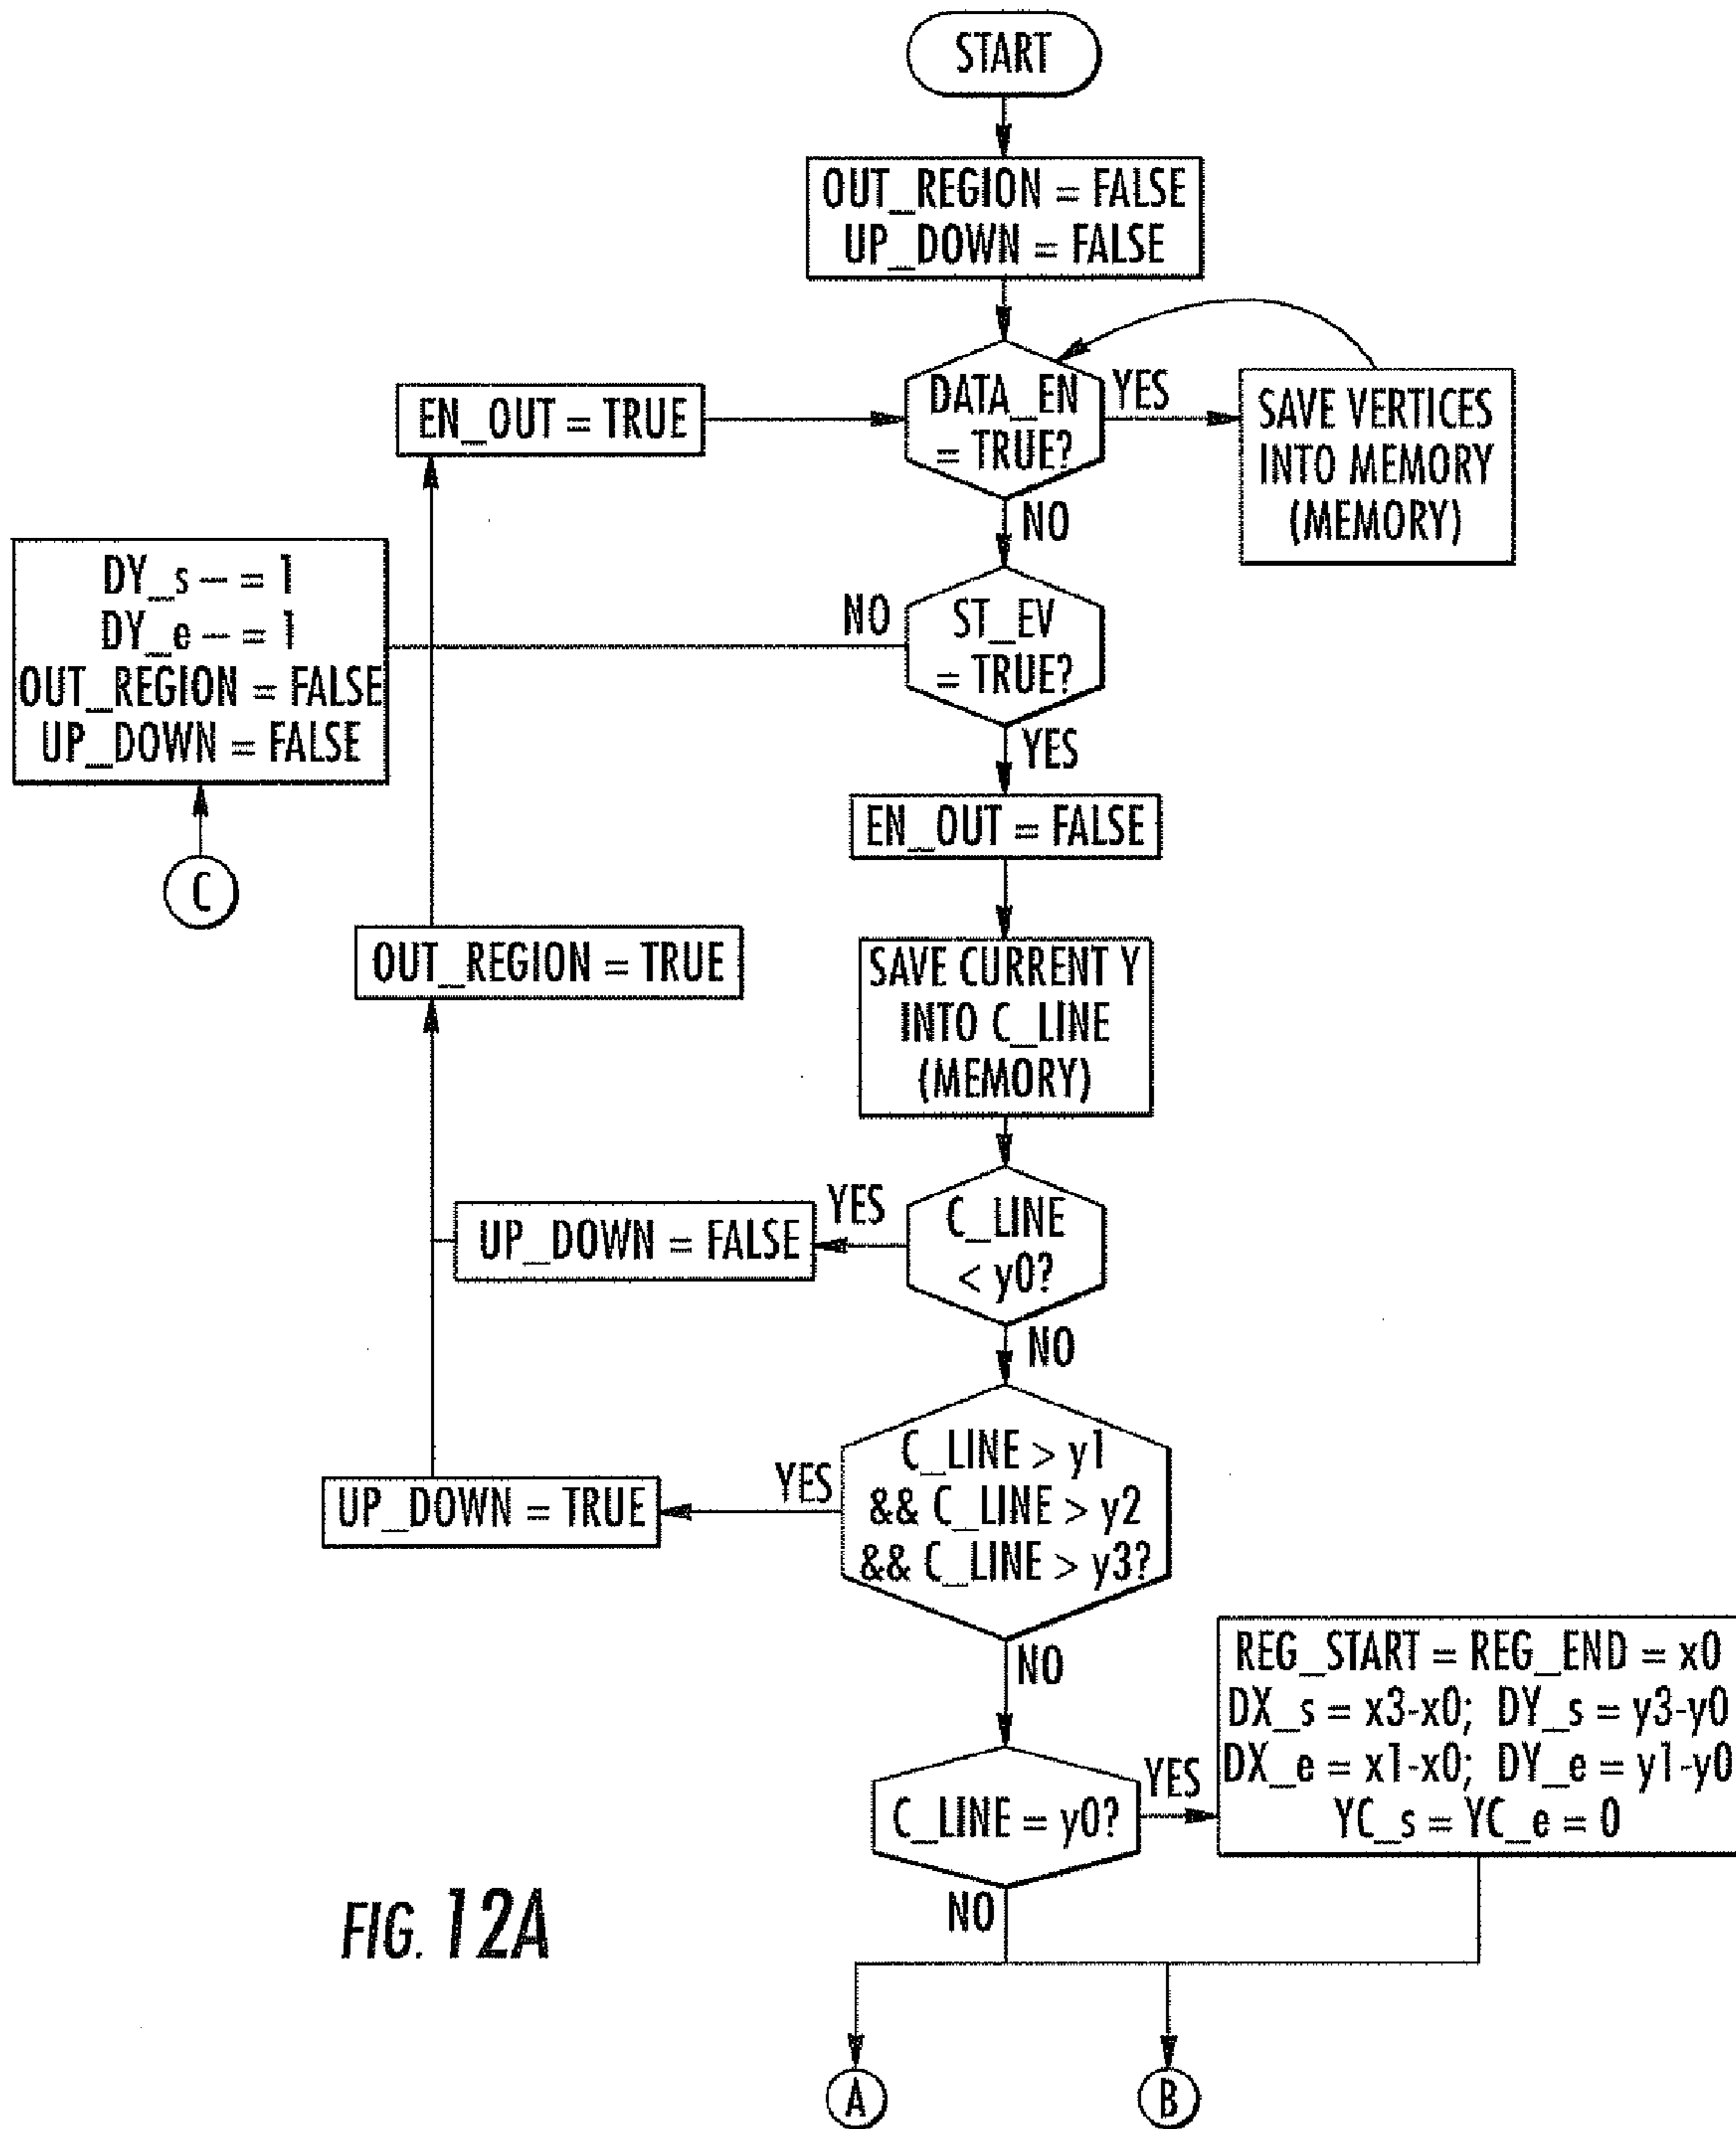 START
OUT_REGION = FALSE
UP_DOWN = FALSE
EN_OUT = TRUE
DATA_EN
= TRUE?
YES
SAVE VERTICES
INTO MEMORY
(MEMORY)
NO
DY_s – = 1
DY_e – = 1
OUT_REGION = FALSE
UP_DOWN = FALSE
NO
ST_EV
= TRUE?
YES
EN_OUT = FALSE
C
OUT_REGION = TRUE
SAVE CURRENT Y
INTO C_LINE
(MEMORY)
UP_DOWN = FALSE
YES
C_LINE
< y0?
NO
UP_DOWN = TRUE
YES
C_LINE > y1
&& C_LINE > y2
&& C_LINE > y3?
NO
C_LINE = y0?
YES
REG_START = REG_END = x0
DX_s = x3-x0; DY_s = y3-y0
DX_e = x1-x0; DY_e = y1-y0
YC_s = YC_e = 0
NO
FIG. 12A
A
B